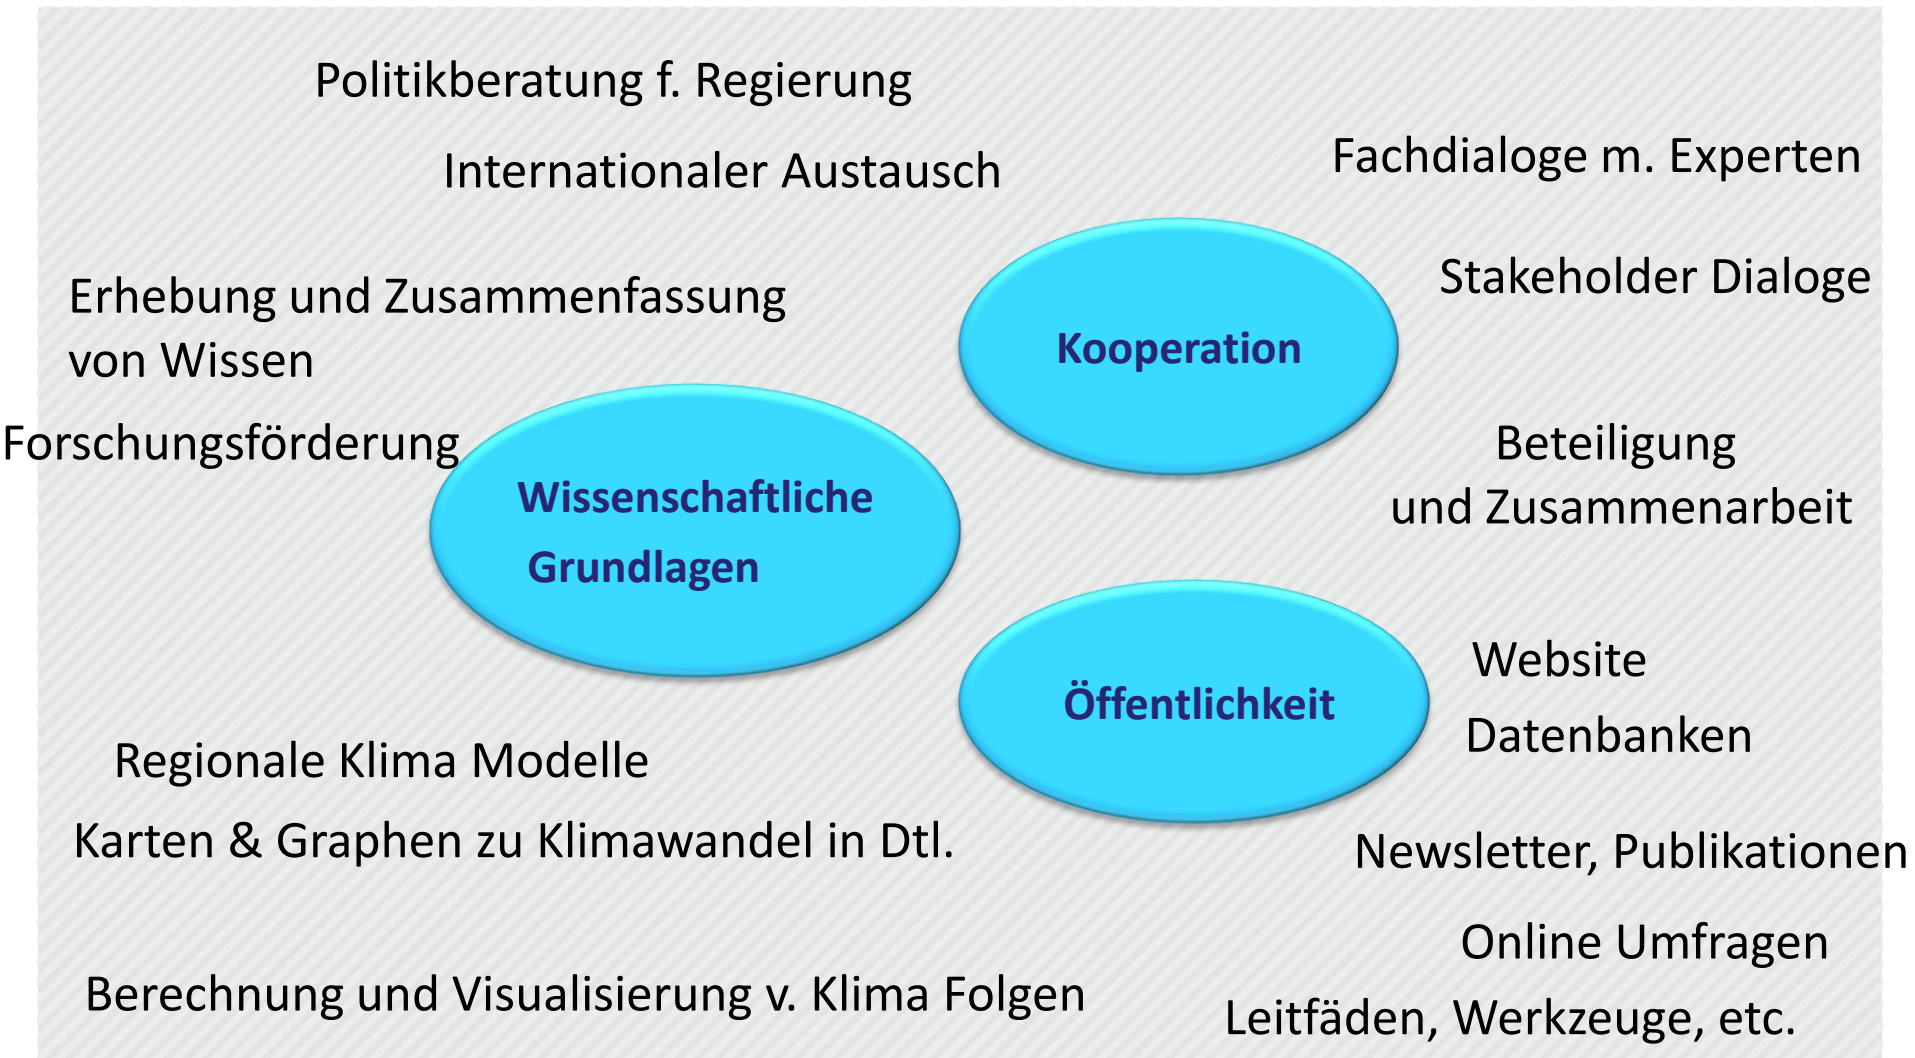 Politikberatung f. Regierung
Internationaler Austausch
Fachdialoge m. Experten
Stakeholder Dialoge
Erhebung und Zusammenfassung
von Wissen
Kooperation
Forschungsförderung
Beteiligung
und Zusammenarbeit
Wissenschaftliche
Grundlagen
Website
Öffentlichkeit
Datenbanken
Regionale Klima Modelle
Karten & Graphen zu Klimawandel in Dtl.
Newsletter, Publikationen
Online Umfragen
Berechnung und Visualisierung v. Klima Folgen
Leitfäden, Werkzeuge, etc.